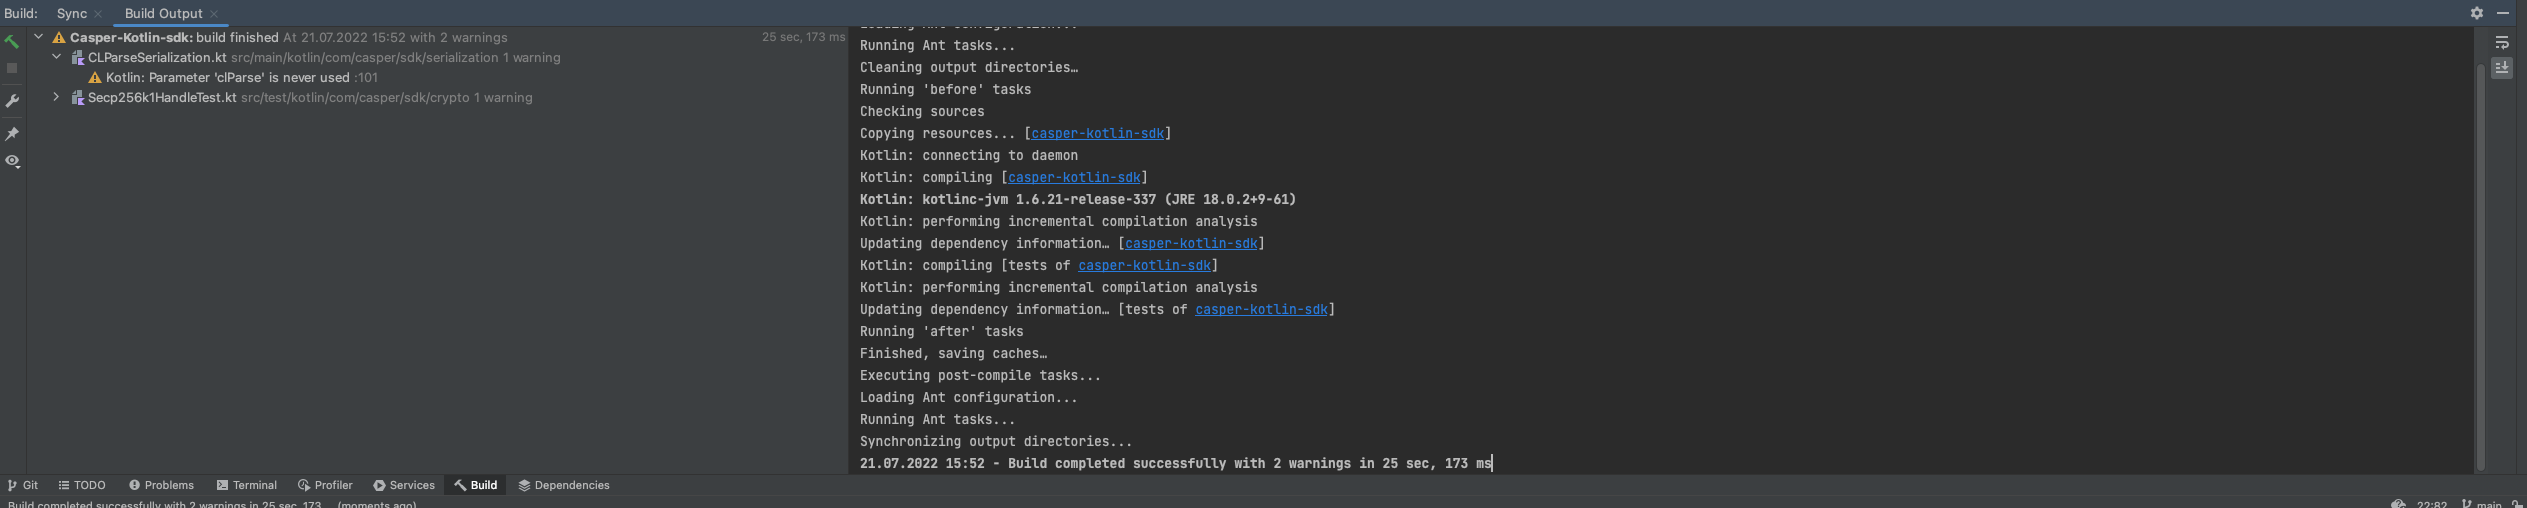 Build: Sync Build Output
Casper-Kotlin-sdk: build finished At 21.07.2022 15:52 with 2 warnings 25 sec, 173 ms
CLParseSerialization.kt src/main/kotlin/com/casper/sdk/serialization 1 warning
Kotlin: Parameter 'clParse' is never used :101
Secp256k1HandleTest.kt src/test/kotlin/com/casper/sdk/crypto 1 warning
Loading Ant configuration...
Running Ant tasks...
Cleaning output directories…
Running 'before' tasks
Checking sources
Copying resources... [casper-kotlin-sdk]
Kotlin: connecting to daemon
Kotlin: compiling [casper-kotlin-sdk]
Kotlin: kotlinc-jvm 1.6.21-release-337 (JRE 18.0.2+9-61)
Kotlin: performing incremental compilation analysis
Updating dependency information… [casper-kotlin-sdk]
Kotlin: compiling [tests of casper-kotlin-sdk]
Kotlin: performing incremental compilation analysis
Updating dependency information… [tests of casper-kotlin-sdk]
Running 'after' tasks
Finished, saving caches…
Executing post-compile tasks...
Loading Ant configuration...
Running Ant tasks...
Synchronizing output directories...
21.07.2022 15:52 - Build completed successfully with 2 warnings in 25 sec, 173 ms
Git TODO Problems Terminal Profiler Services Build Dependencies
Build completed successfully with 2 warnings in 25 sec, 173 ... (moments ago) 22:82 main